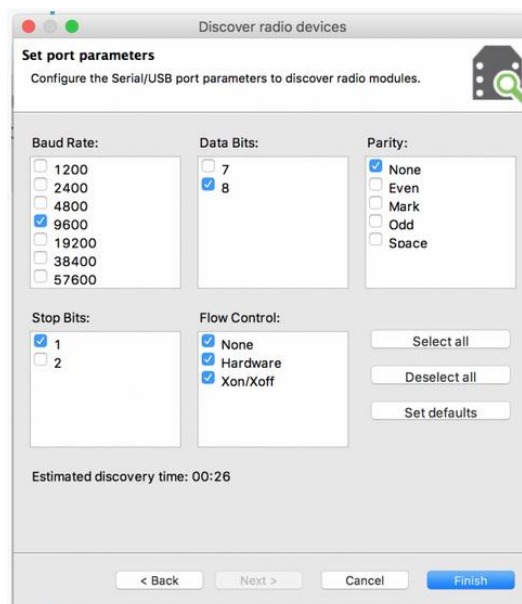 Discover radio devices
Set port parameters
Configure the Serial/USB port parameters to discover radio modules.
Baud Rate:
1200
2400
4800
9600
19200
38400
57600
Data Bits:
7
8
Parity:
None
Even
Mark
Odd
Space
Stop Bits:
1
2
Flow Control:
None
Hardware
Xon/Xoff
Select all
Deselect all
Set defaults
Estimated discovery time: 00:26
< Back
Next >
Cancel
Finish